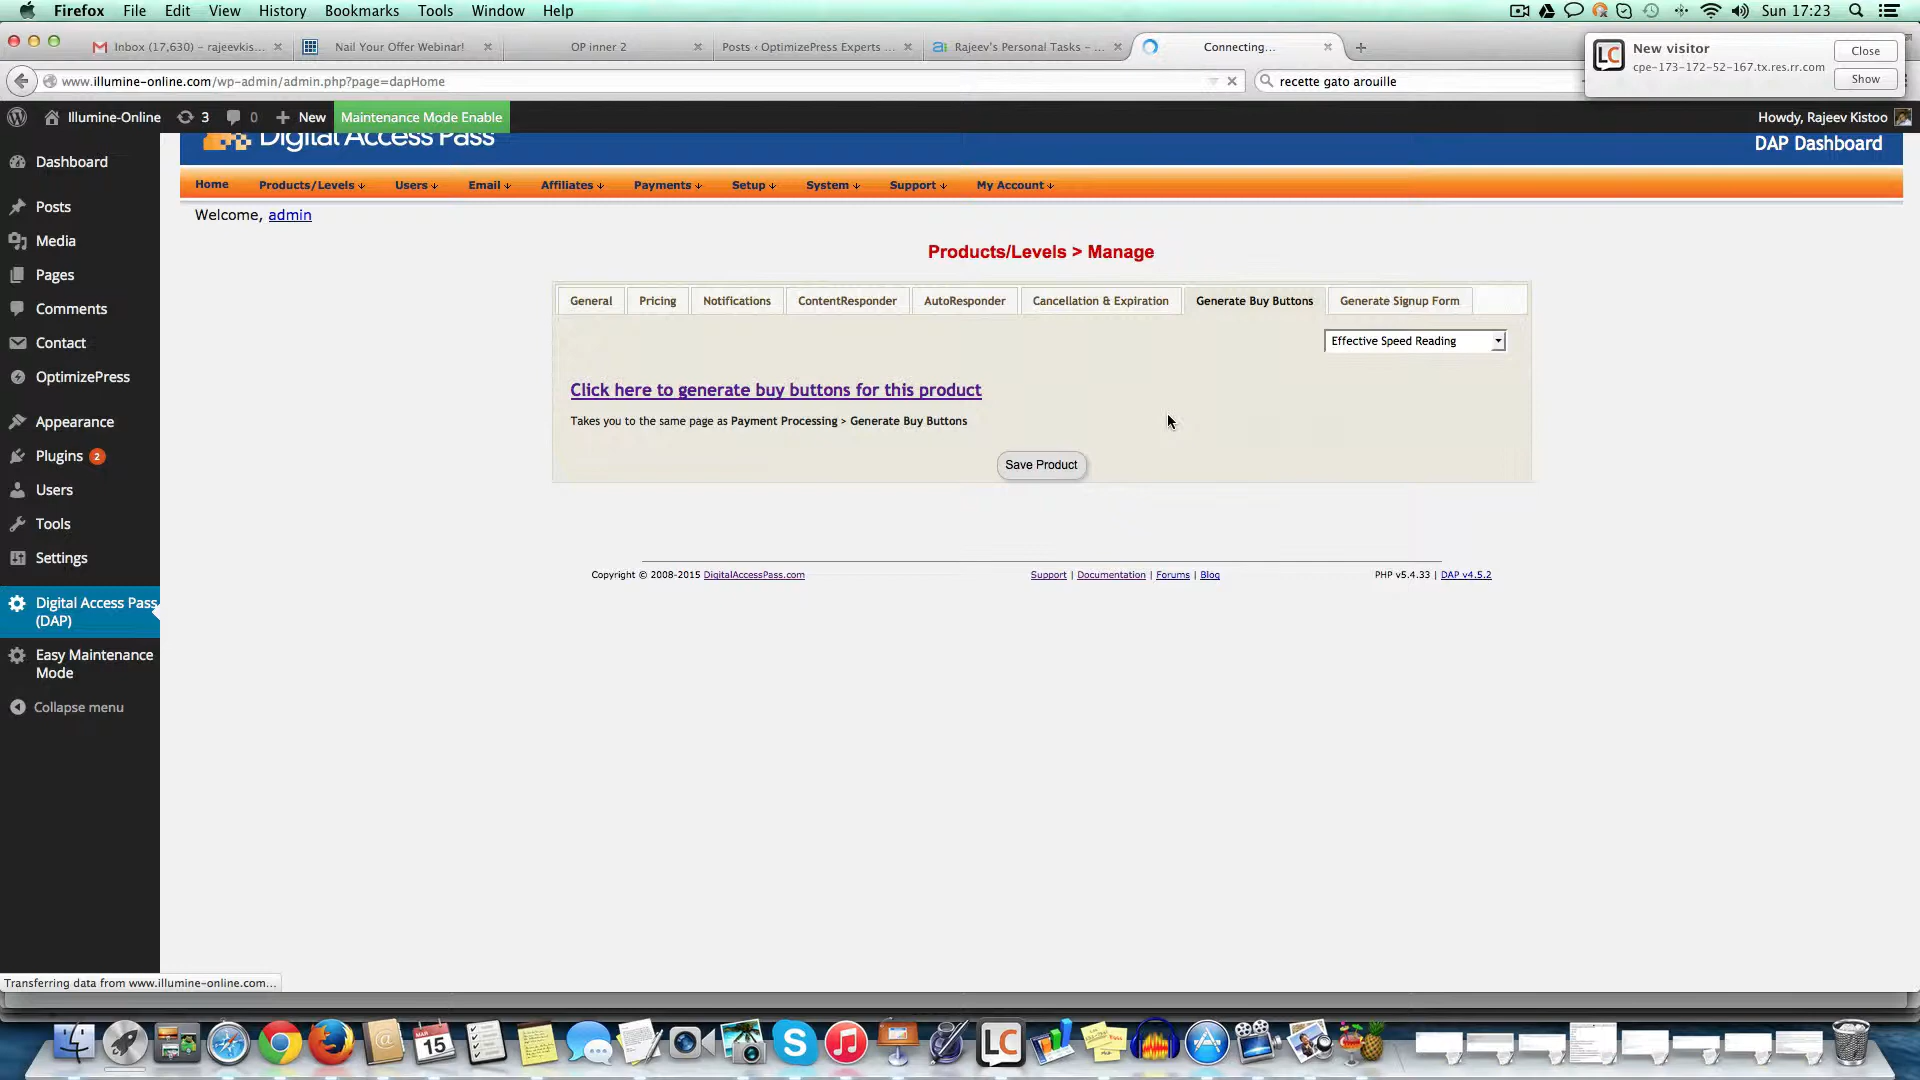 Firefox File Edit View History Bookmarks Tools Window Help Sun 17:23
Inbox (17,630) – rajeevkis... Nail Your Offer Webinar! OP inner 2 Posts ‹ OptimizePress Experts ... Rajeev's Personal Tasks – ... Connecting...
New visitor
cpe-173-172-52-167.tx.res.rr.com
Close
Show
www.illumine-online.com/wp-admin/admin.php?page=dapHome recette gato arouille
Illumine-Online 3 0 New Maintenance Mode Enable Howdy, Rajeev Kistoo
Digital Access Pass DAP Dashboard
Home Products/Levels Users Email Affiliates Payments Setup System Support My Account
Welcome, admin
Products/Levels > Manage
General Pricing Notifications ContentResponder AutoResponder Cancellation & Expiration Generate Buy Buttons Generate Signup Form
Effective Speed Reading
Click here to generate buy buttons for this product
Takes you to the same page as Payment Processing > Generate Buy Buttons
Save Product
Copyright © 2008-2015 DigitalAccessPass.com Support | Documentation | Forums | Blog PHP v5.4.33 | DAP v4.5.2
Dashboard
Posts
Media
Pages
Comments
Contact
OptimizePress
Appearance
Plugins 2
Users
Tools
Settings
Digital Access Pass
(DAP)
Easy Maintenance
Mode
Collapse menu
Transferring data from www.illumine-online.com...
MAR
15
LC